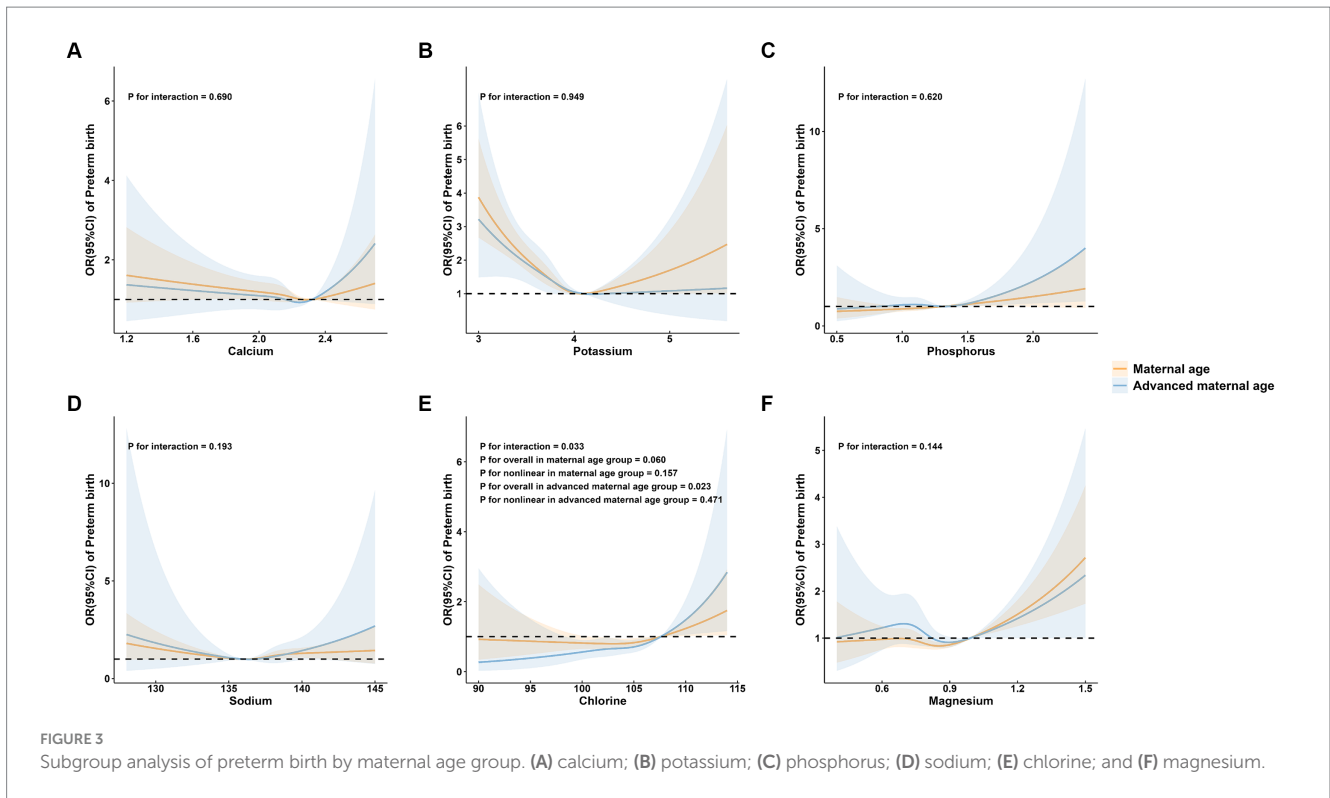 A
P for interaction = 0.690
OR(95%CI) of Preterm birth
6
4
2
1
1.2
1.6
2.0
2.4
Calcium
B
P for interaction = 0.949
OR(95%CI) of Preterm birth
6
5
4
3
2
1
3
4
5
Potassium
C
P for interaction = 0.620
OR(95%CI) of Preterm birth
10
5
1
0
0.5
1.0
1.5
2.0
Phosphorus
Maternal age
Advanced maternal age
D
P for interaction = 0.193
OR(95%CI) of Preterm birth
10
5
1
0
130
135
140
145
Sodium
E
P for interaction = 0.033
P for overall in maternal age group = 0.060
P for nonlinear in maternal age group = 0.157
P for overall in advanced maternal age group = 0.023
P for nonlinear in advanced maternal age group = 0.471
OR(95%CI) of Preterm birth
6
4
2
1
0
90
95
100
105
110
115
Chlorine
F
P for interaction = 0.144
OR(95%CI) of Preterm birth
5
4
3
2
1
0.6
0.9
1.2
1.5
Magnesium
FIGURE 3
Subgroup analysis of preterm birth by maternal age group. (A) calcium; (B) potassium; (C) phosphorus; (D) sodium; (E) chlorine; and (F) magnesium.